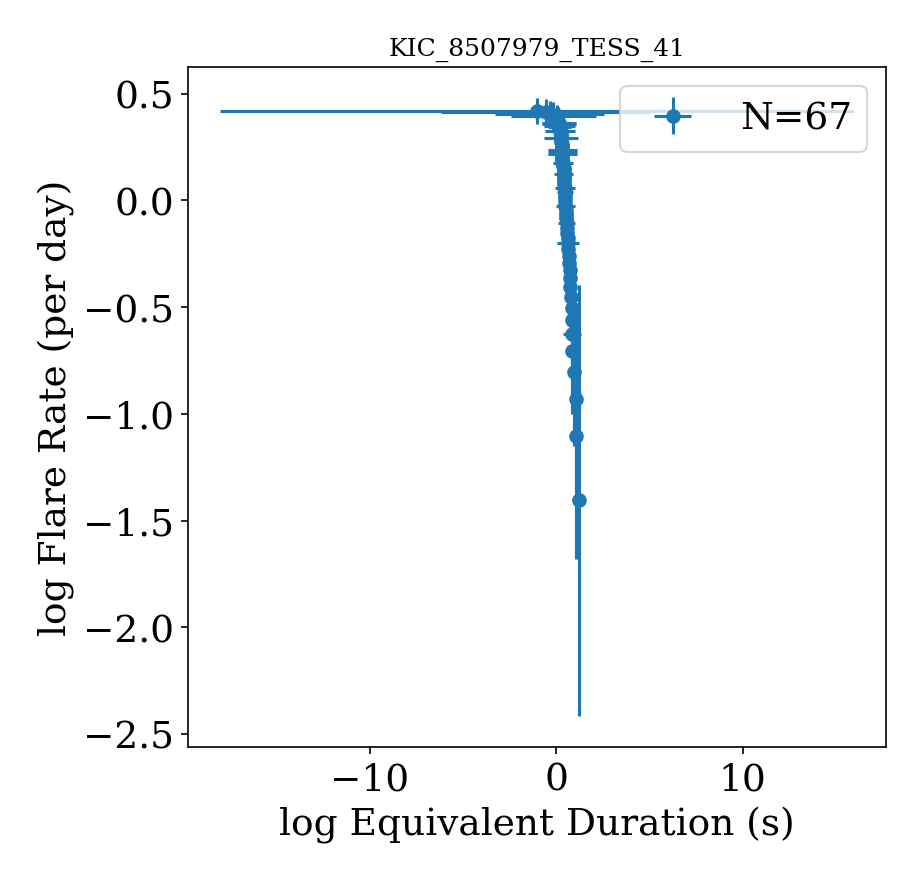 KIC_8507979_TESS_41
N=67
0.5
0.0
−0.5
−1.0
−1.5
−2.0
−2.5
log Flare Rate (per day)
−10 0 10
log Equivalent Duration (s)